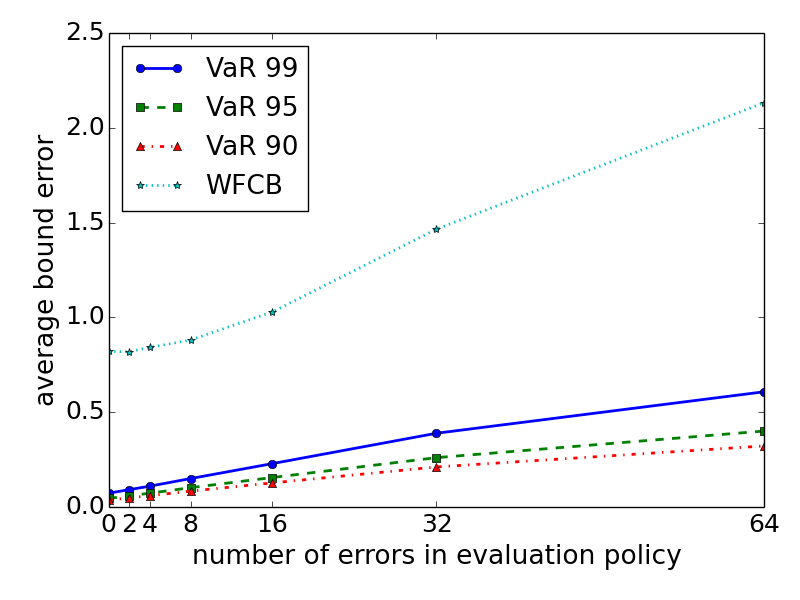 2.5
2.0
1.5
1.0
0.5
0.0
average bound error
VaR 99
VaR 95
VaR 90
WFCB
0 2 4 8 16 32 64
number of errors in evaluation policy